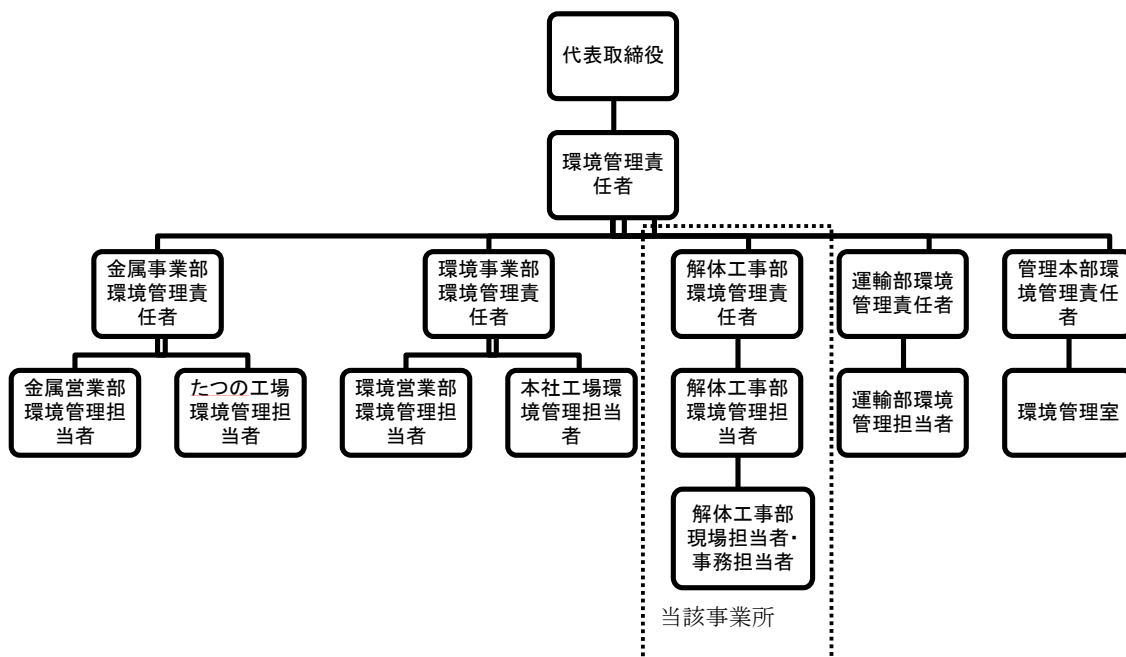 代表取締役
環境管理責
任者
金属事業部
環境管理責
任者
環境事業部
環境管理責
任者
解体工事部
環境管理責
任者
運輸部環境
管理責任者
管理本部環
境管理責任
者
金属営業部
環境管理担
当者
たつの工場
環境管理担
当者
環境営業部
環境管理担
当者
本社工場環
境管理担当
者
解体工事部
環境管理担
当者
運輸部環境
管理担当者
環境管理室
解体工事部
現場担当者・
事務担当者
当該事業所